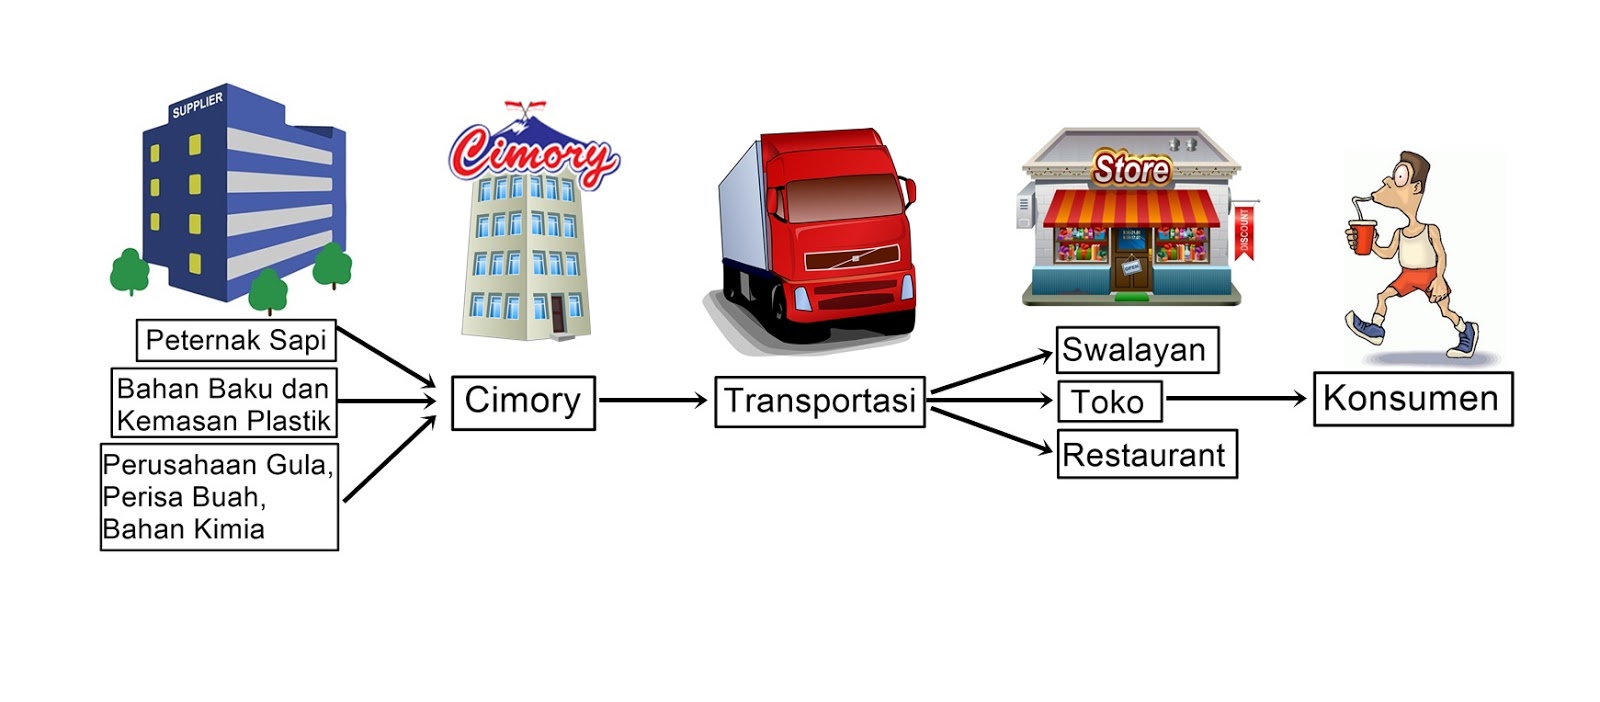 SUPPLIER
Cimory
Store
DISCOUNT
OPEN
Peternak Sapi
Bahan Baku dan
Kemasan Plastik
Perusahaan Gula,
Perisa Buah,
Bahan Kimia
Cimory
Transportasi
Swalayan
Toko
Restaurant
Konsumen